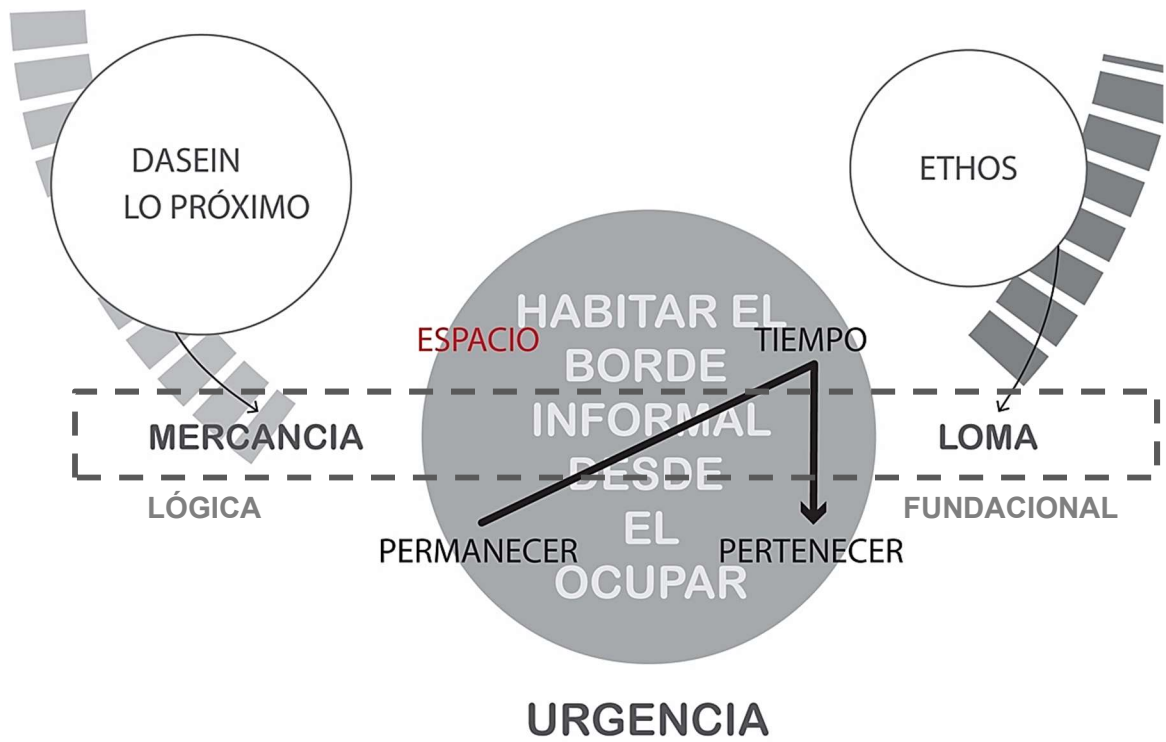 DASEIN
LO PRÓXIMO
ETHOS
HABITAR EL
BORDE
INFORMAL
DESDE
EL
OCUPAR
ESPACIO
TIEMPO
MERCANCIA
LOMA
LÓGICA
FUNDACIONAL
PERMANECER
PERTENECER
URGENCIA